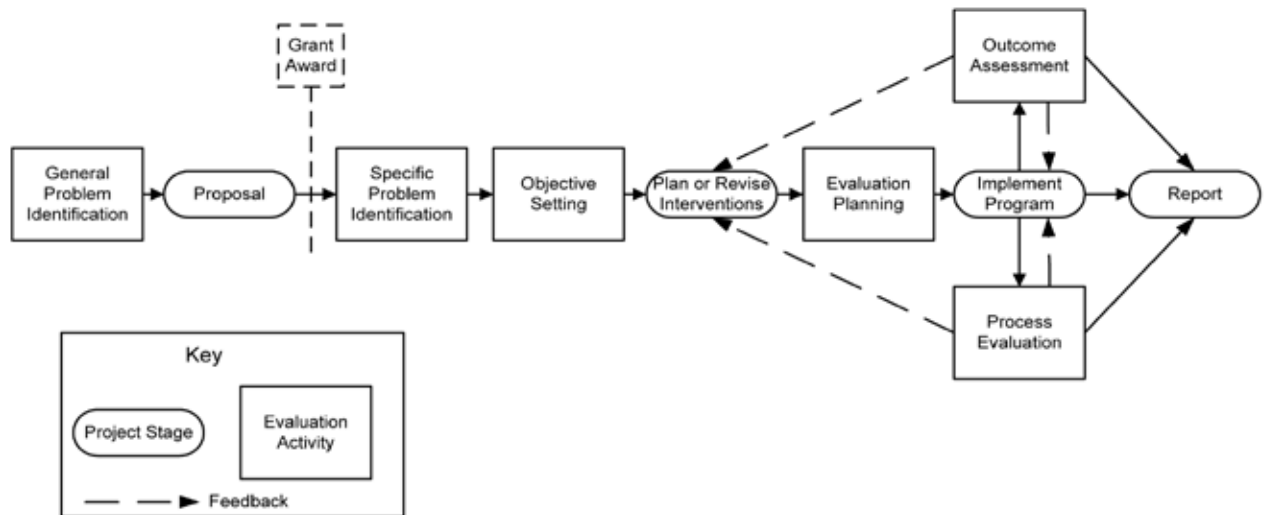 Grant
Award
General
Problem
Identification
Proposal
Specific
Problem
Identification
Objective
Setting
Plan or Revise
Interventions
Evaluation
Planning
Outcome
Assessment
Implement
Program
Process
Evaluation
Report
Key
Project Stage
Evaluation
Activity
Feedback